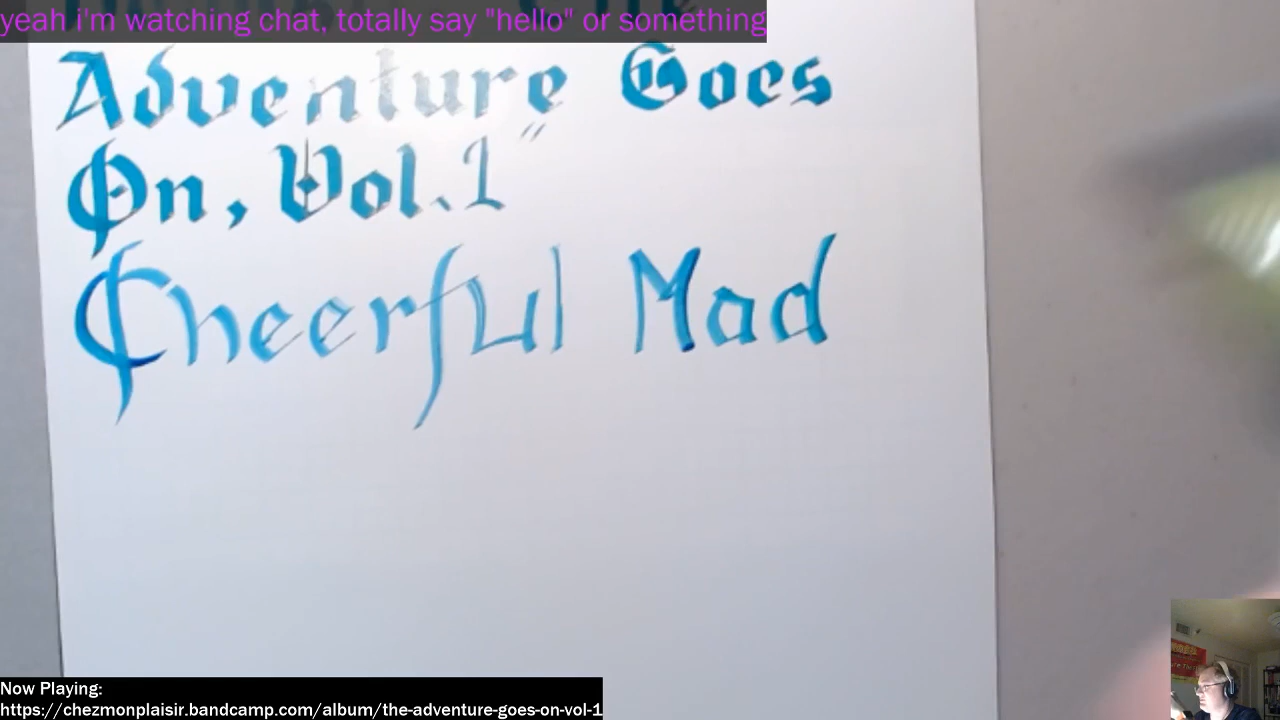 yeah i'm watching chat, totally say "hello" or something
Adventure Goes
On, Vol. 1"
Cheerful Mad
Now Playing:
https://chezmonplaisir.bandcamp.com/album/the-adventure-goes-on-vol-1